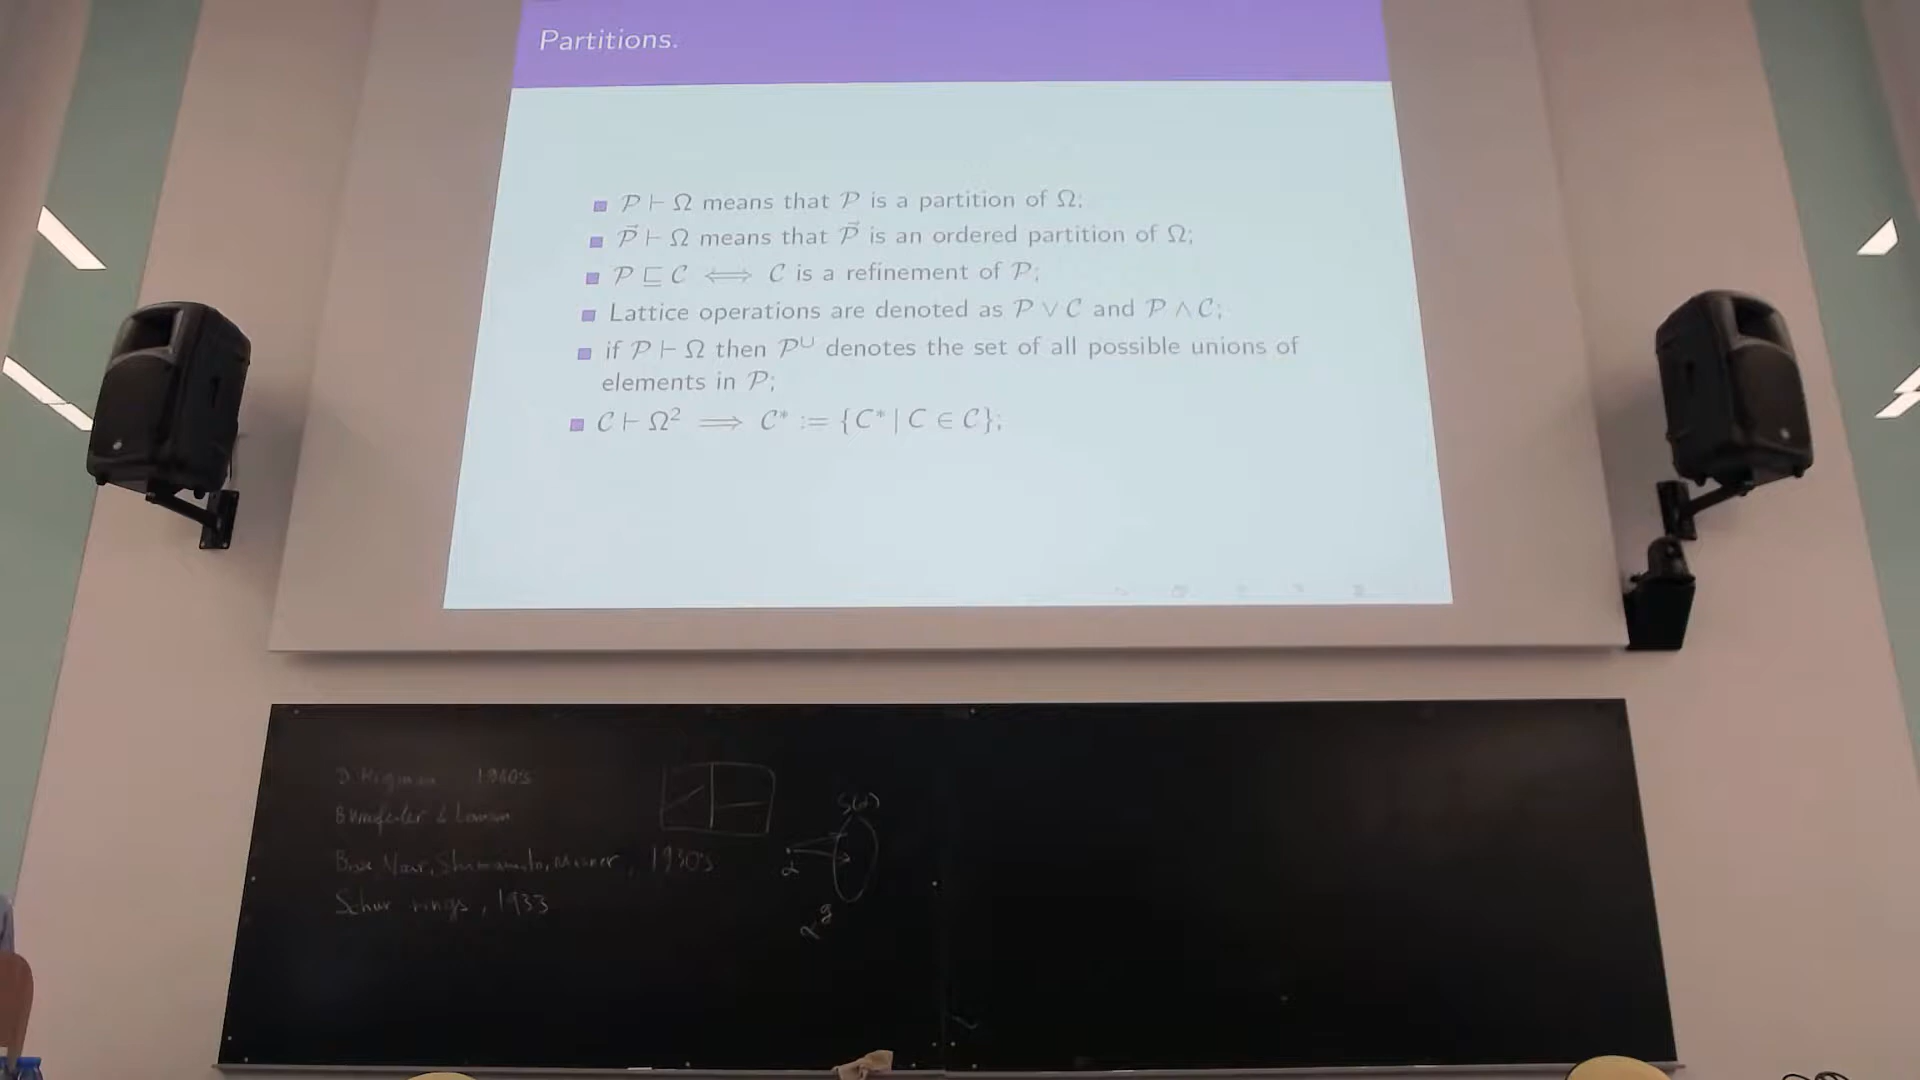 Partitions.
𝒫 ⊢ Ω means that 𝒫 is a partition of Ω;
𝒫⃗ ⊢ Ω means that 𝒫⃗ is an ordered partition of Ω;
𝒫 ⊑ 𝒞 ⟺ 𝒞 is a refinement of 𝒫;
Lattice operations are denoted as 𝒫 ∨ 𝒞 and 𝒫 ∧ 𝒞;
if 𝒫 ⊢ Ω then 𝒫^∪ denotes the set of all possible unions of
elements in 𝒫;
𝒞 ⊢ Ω² ⟹ 𝒞* := {C* | C ∈ 𝒞};
D. Higman 1960's
& 
1930's
Schur rings, 1933
S(α)
α
α^g